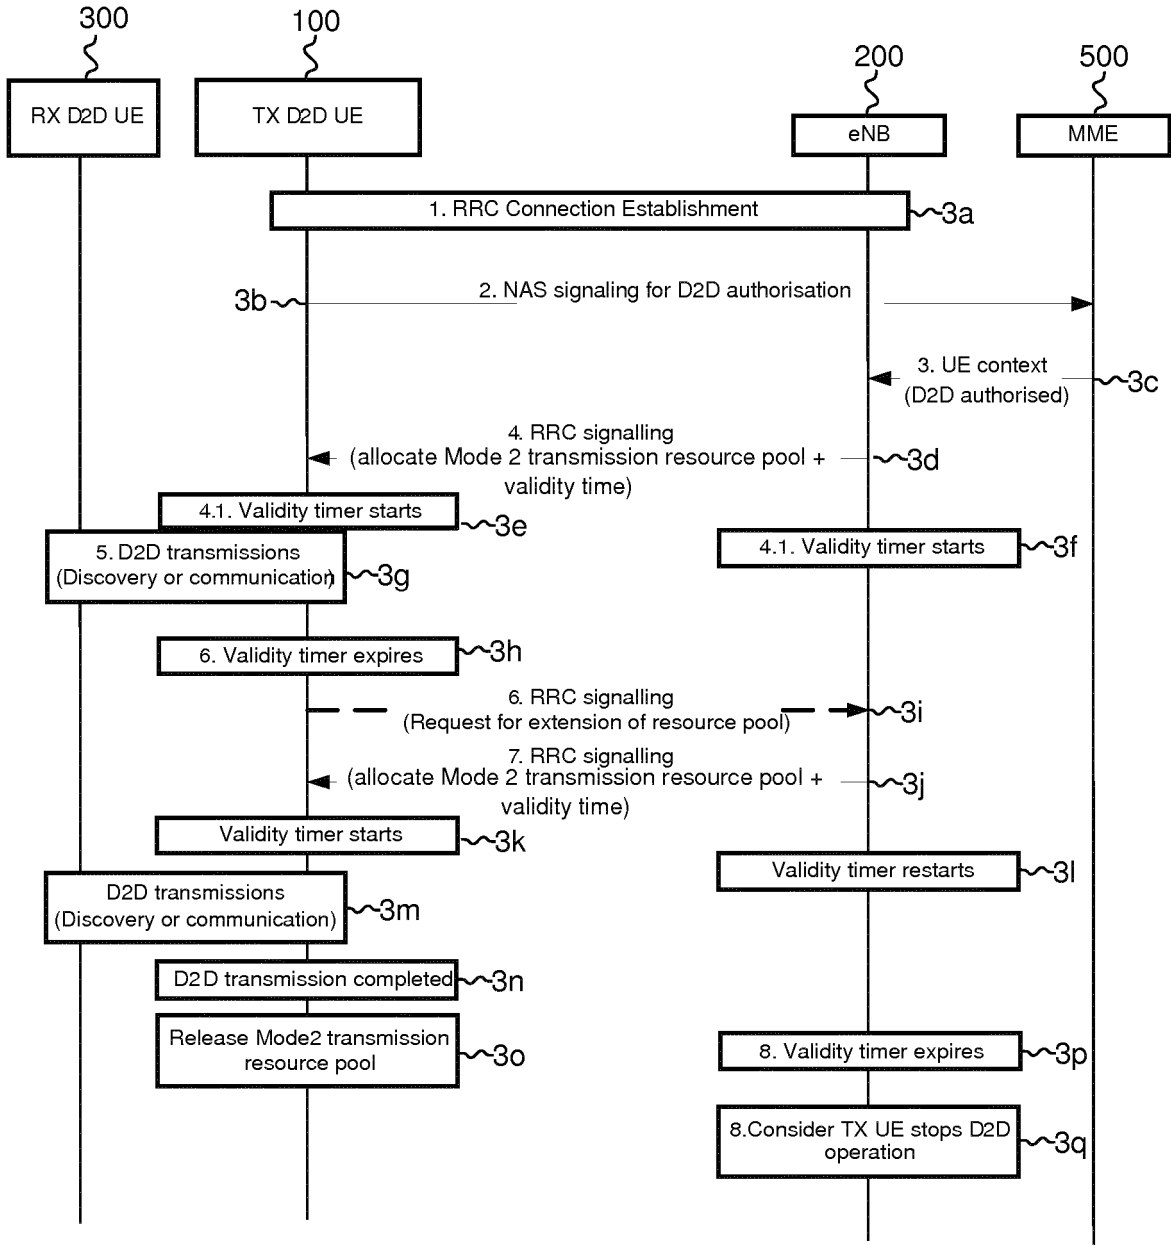 300
100
200
500
RX D2D UE
TX D2D UE
eNB
MME
1. RRC Connection Establishment
3a
2. NAS signaling for D2D authorisation
3b
3. UE context
(D2D authorised)
3c
4. RRC signalling
(allocate Mode 2 transmission resource pool +
validity time)
3d
4.1. Validity timer starts
3e
4.1. Validity timer starts
3f
5. D2D transmissions
(Discovery or communication)
3g
6. Validity timer expires
3h
6. RRC signalling
(Request for extension of resource pool)
3i
7. RRC signalling
(allocate Mode 2 transmission resource pool +
validity time)
3j
Validity timer starts
3k
Validity timer restarts
3l
D2D transmissions
(Discovery or communication)
3m
D2D transmission completed
3n
Release Mode2 transmission
resource pool
3o
8. Validity timer expires
3p
8.Consider TX UE stops D2D
operation
3q